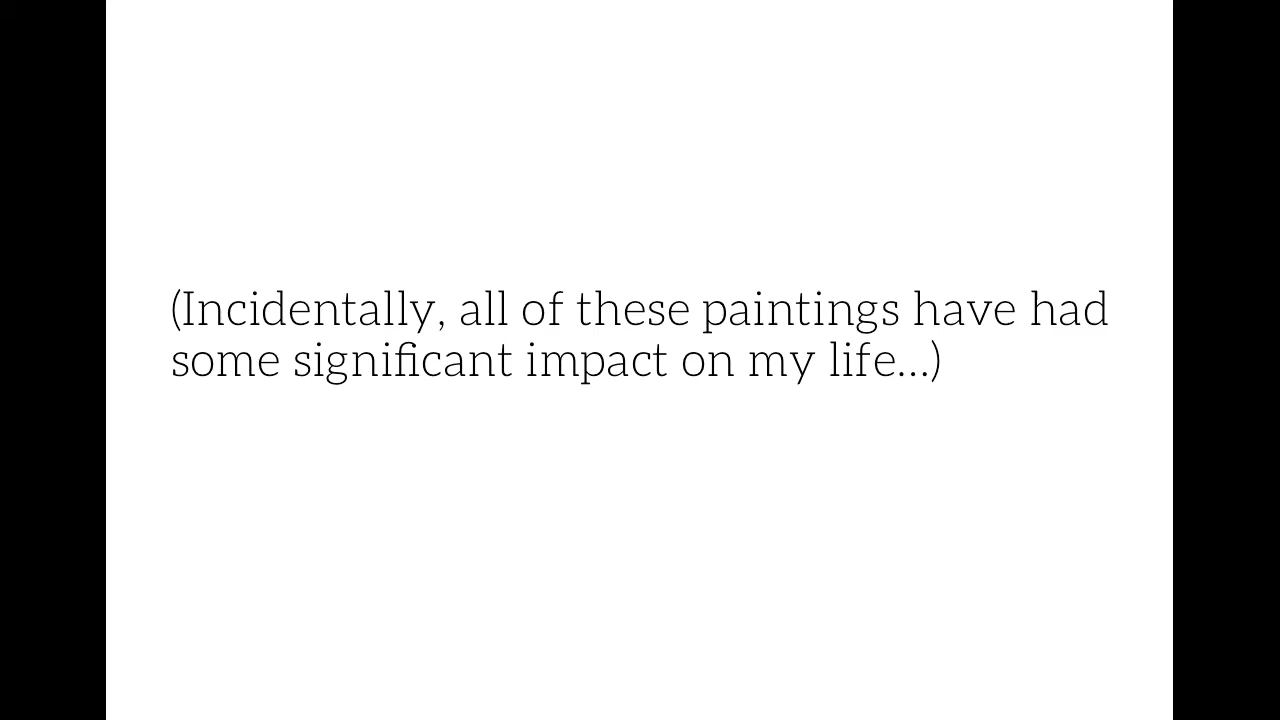 (Incidentally, all of these paintings have had
some significant impact on my life...)